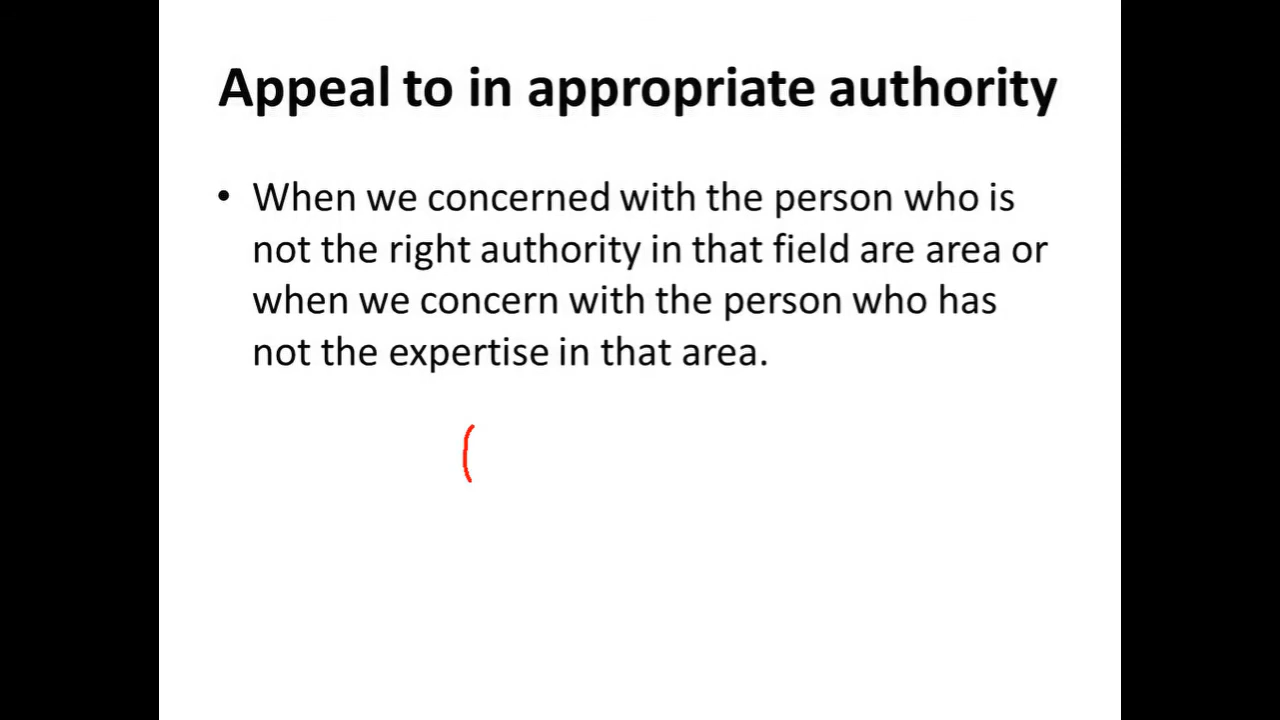 Appeal to in appropriate authority
• When we concerned with the person who is
not the right authority in that field are area or
when we concern with the person who has
not the expertise in that area.
(